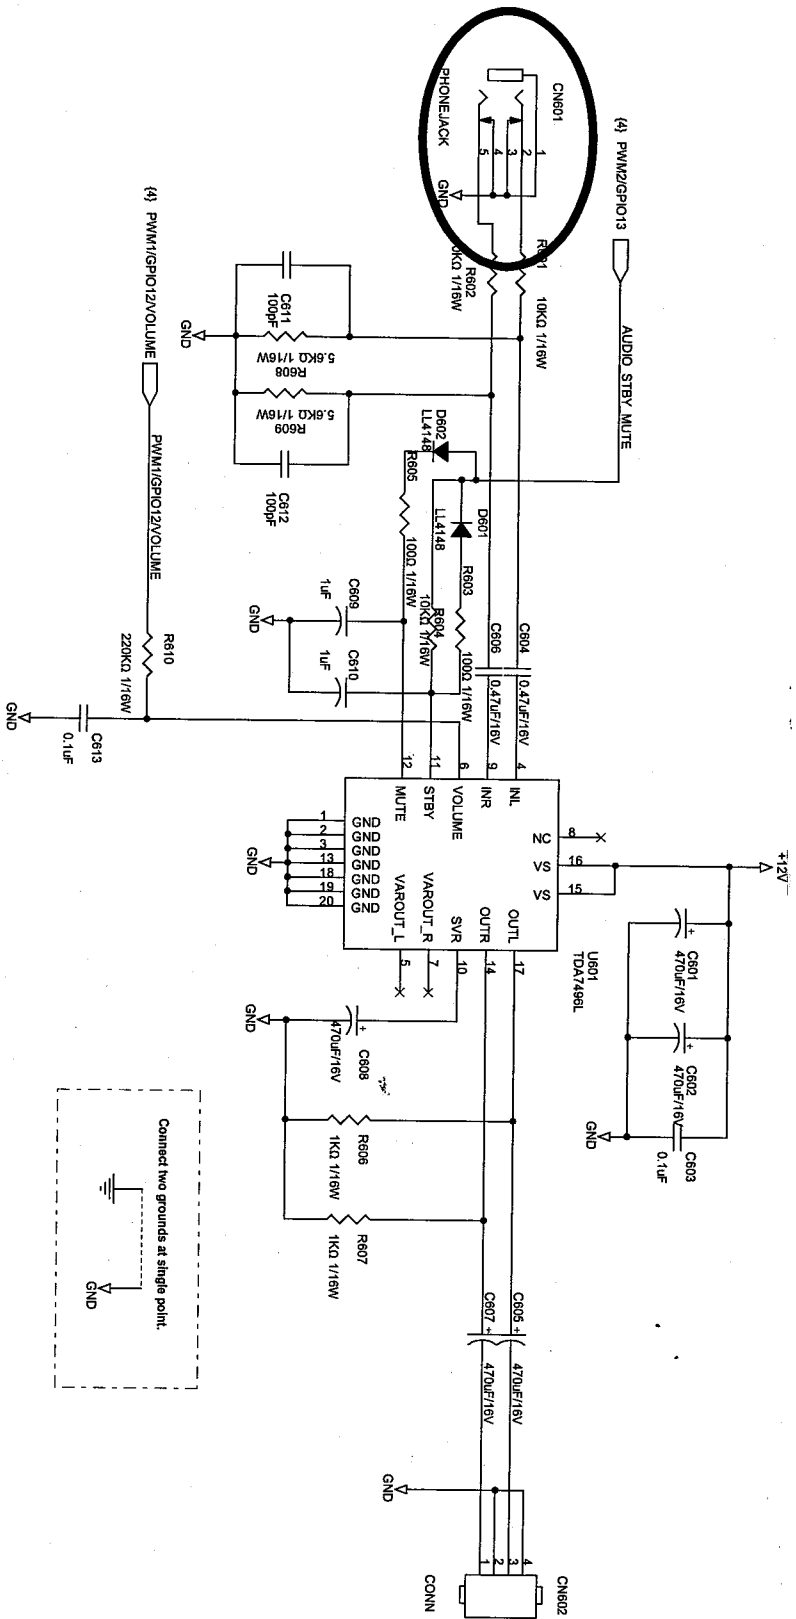 CN601
PHONEJACK
1
2
3
4
5
GND
{4} PWM2/GPIO13
AUDIO_STBY_MUTE
10KΩ 1/16W
R602
0KΩ 1/16W
C611
100pF
5.6KΩ 1/16W
R608
GND
5.6KΩ 1/16W
R609
C612
100pF
{4} PWM1/GPIO12/VOLUME
PWM1/GPIO12/VOLUME
R610
220KΩ 1/16W
C613
0.1uF
GND
D602
LL4148
R605
100Ω 1/16W
D601
LL4148
R603
100Ω 1/16W
R604
10KΩ 1/16W
C609
1uF
C610
1uF
GND
C604
0.47uF/16V
C606
0.47uF/16V
4
9
6
11
12
INL
INR
VOLUME
STBY
MUTE
1
2
3
13
18
19
20
GND
GND
GND
GND
GND
GND
GND
GND
NC
8
VS
16
VS
15
+12V
OUTL
OUTR
SVR
VAROUT_R
VAROUT_L
17
14
10
7
5
U601
TDA7496L
C601
470uF/16V
C602
470uF/16V
C603
0.1uF
GND
C608
470uF/16V
GND
R606
1KΩ 1/16W
R607
1KΩ 1/16W
C605
+
470uF/16V
C607
+
470uF/16V
GND
1
2
3
4
CN602
CONN
Connect two grounds at single point.
GND